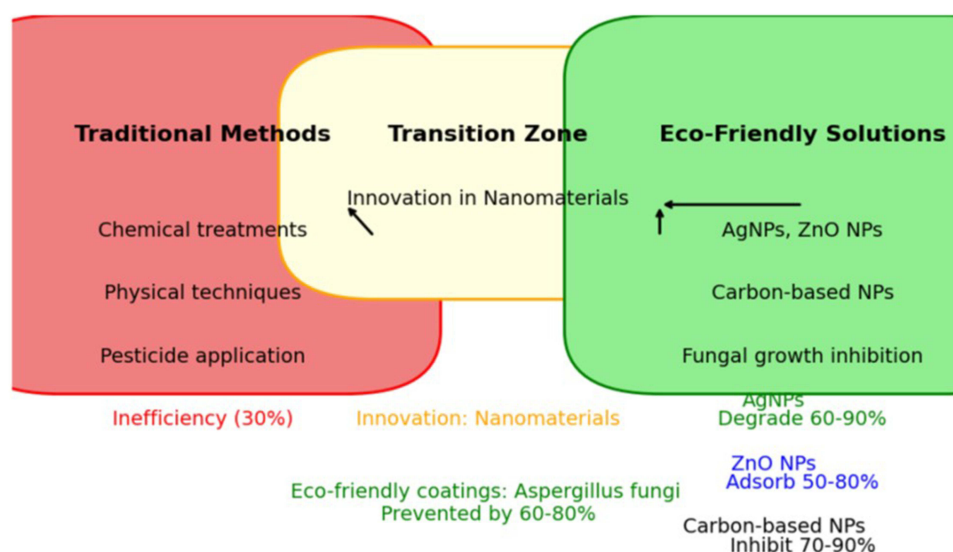 Traditional Methods
Chemical treatments
Physical techniques
Pesticide application
Inefficiency (30%)
Transition Zone
Innovation in Nanomaterials
Innovation: Nanomaterials
Eco-friendly coatings: Aspergillus fungi
Prevented by 60-80%
Eco-Friendly Solutions
AgNPs, ZnO NPs
Carbon-based NPs
Fungal growth inhibition
AgNPs
Degrade 60-90%
ZnO NPs
Adsorb 50-80%
Carbon-based NPs
Inhibit 70-90%